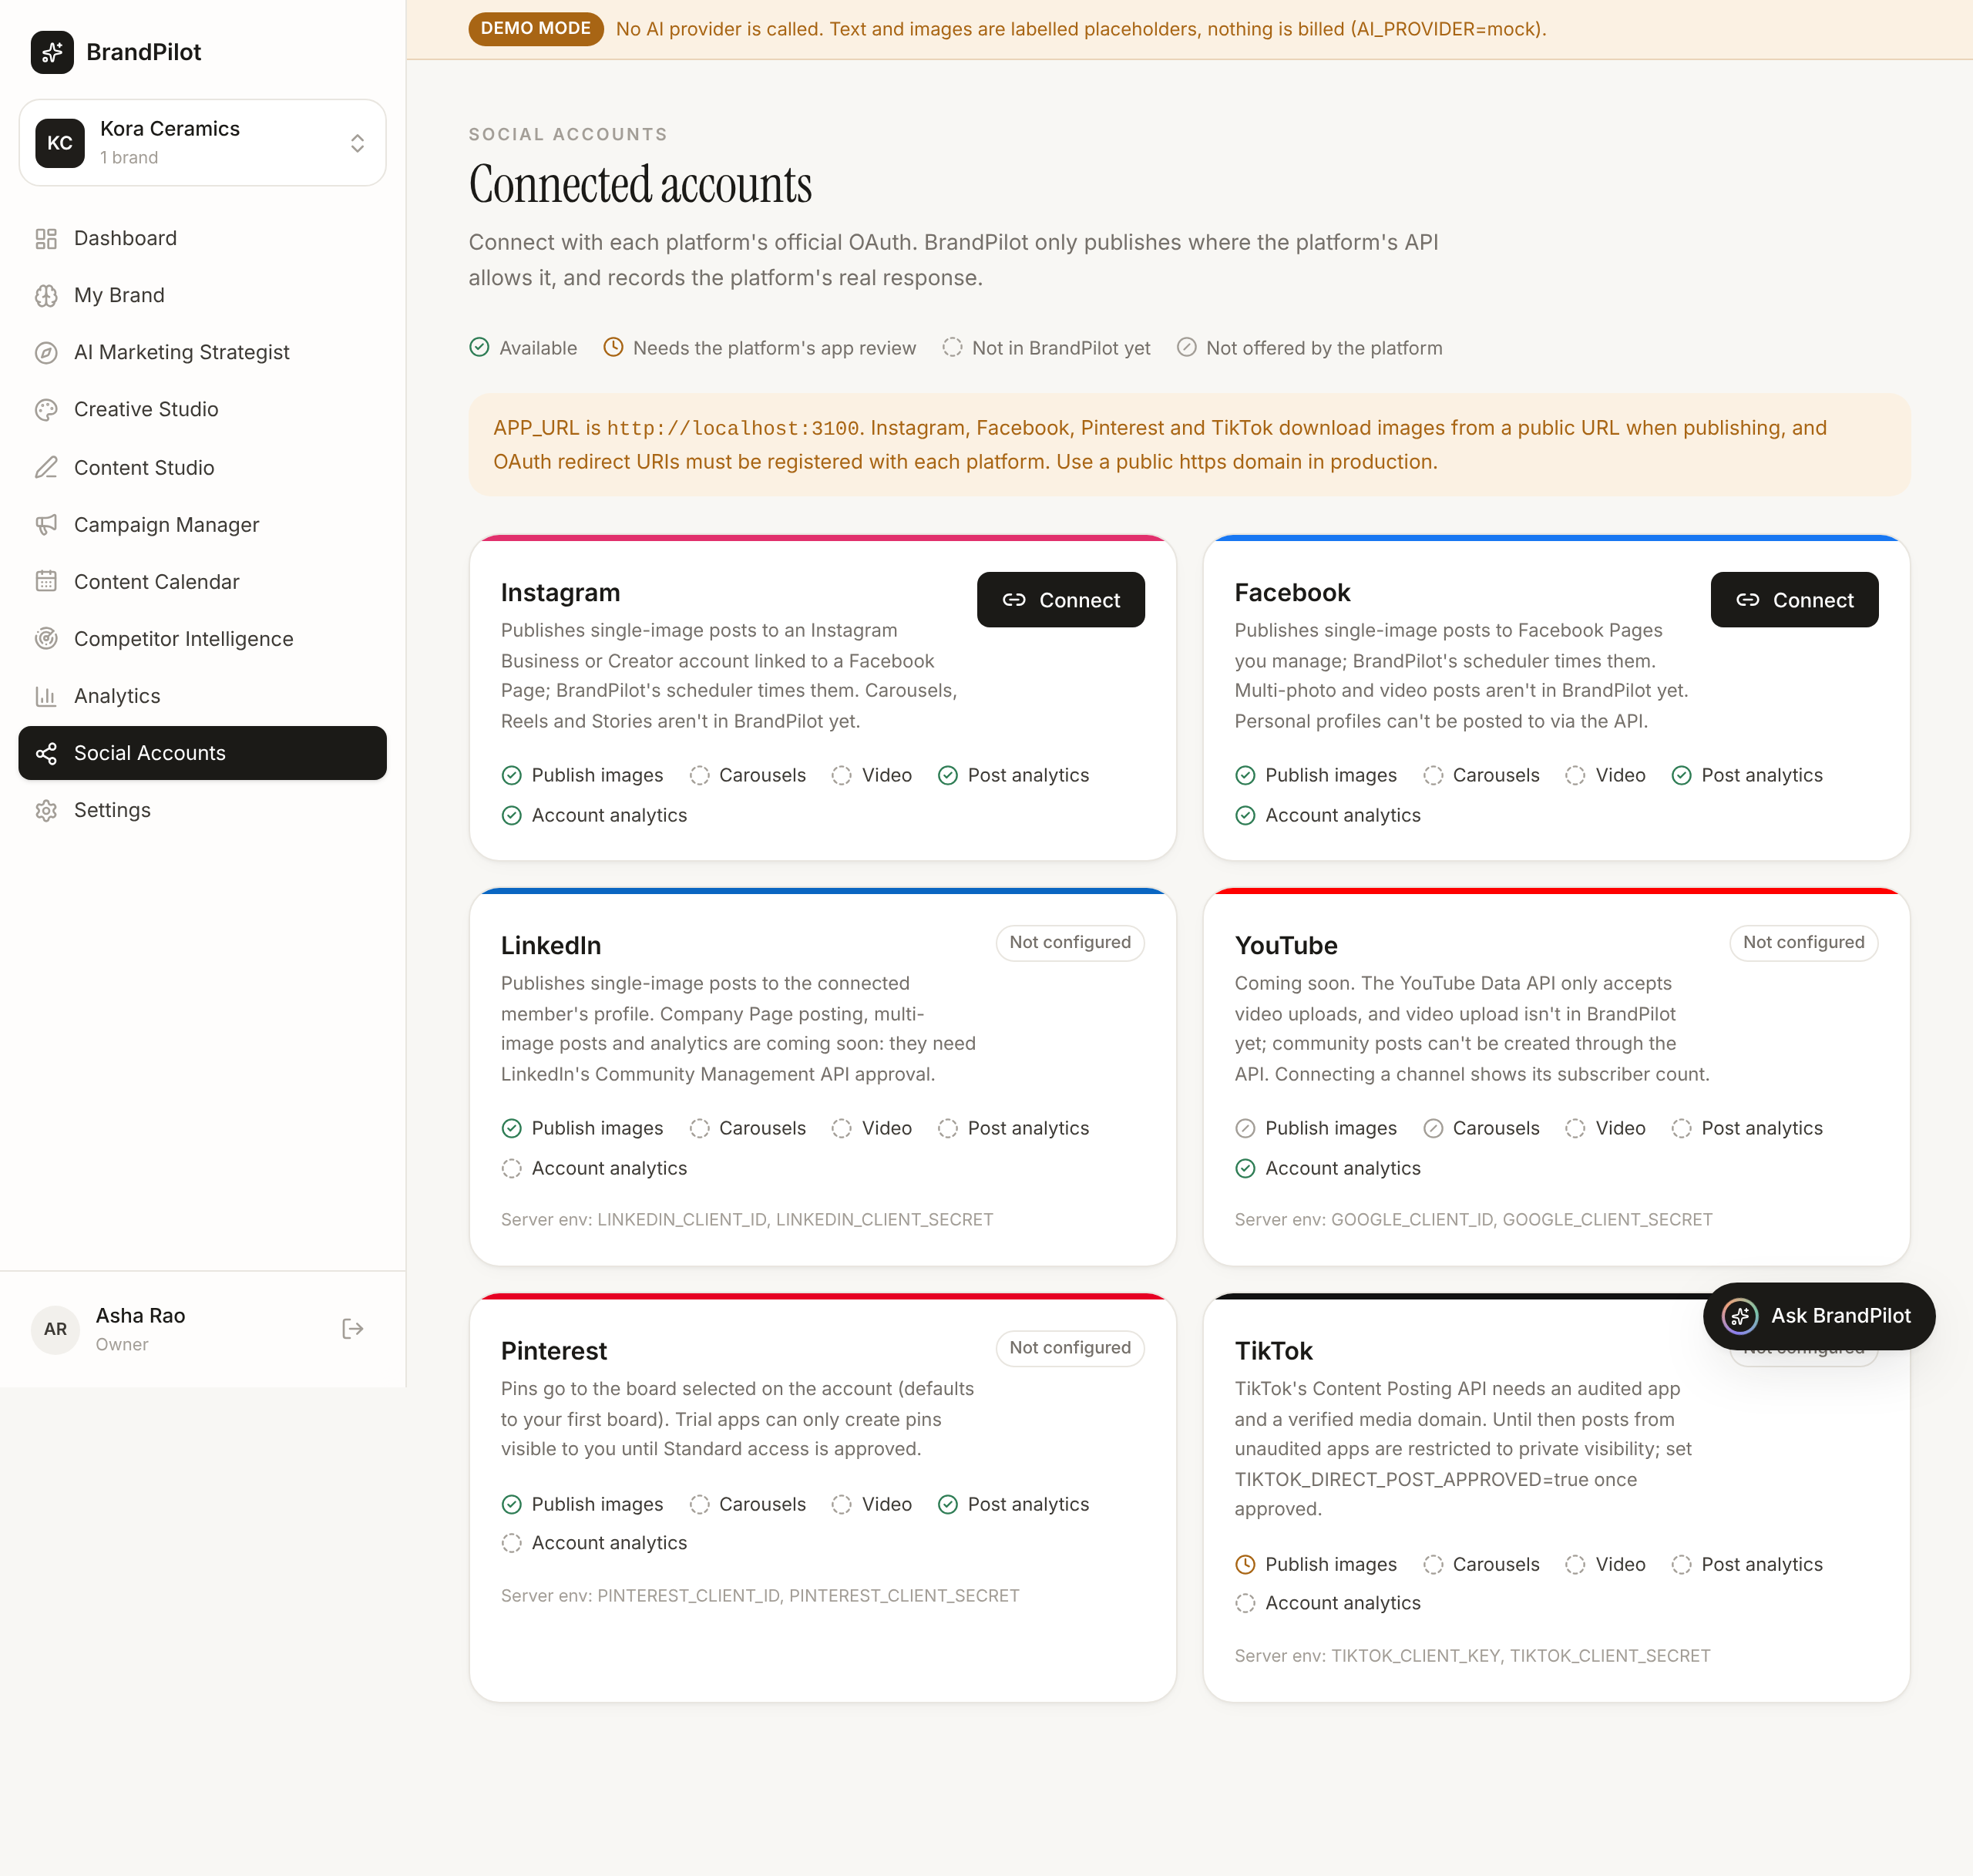 BrandPilot
KC
Kora Ceramics
1 brand
Dashboard
My Brand
AI Marketing Strategist
Creative Studio
Content Studio
Campaign Manager
Content Calendar
Competitor Intelligence
Analytics
Social Accounts
Settings
AR
Asha Rao
Owner
DEMO MODE No AI provider is called. Text and images are labelled placeholders, nothing is billed (AI_PROVIDER=mock).
SOCIAL ACCOUNTS
Connected accounts
Connect with each platform's official OAuth. BrandPilot only publishes where the platform's API
allows it, and records the platform's real response.
Available Needs the platform's app review Not in BrandPilot yet Not offered by the platform
APP_URL is http://localhost:3100. Instagram, Facebook, Pinterest and TikTok download images from a public URL when publishing, and
OAuth redirect URIs must be registered with each platform. Use a public https domain in production.
Instagram
Connect
Publishes single-image posts to an Instagram
Business or Creator account linked to a Facebook
Page; BrandPilot's scheduler times them. Carousels,
Reels and Stories aren't in BrandPilot yet.
Publish images Carousels Video Post analytics
Account analytics
Facebook
Connect
Publishes single-image posts to Facebook Pages
you manage; BrandPilot's scheduler times them.
Multi-photo and video posts aren't in BrandPilot yet.
Personal profiles can't be posted to via the API.
Publish images Carousels Video Post analytics
Account analytics
LinkedIn
Not configured
Publishes single-image posts to the connected
member's profile. Company Page posting, multi-
image posts and analytics are coming soon: they need
LinkedIn's Community Management API approval.
Publish images Carousels Video Post analytics
Account analytics
Server env: LINKEDIN_CLIENT_ID, LINKEDIN_CLIENT_SECRET
YouTube
Not configured
Coming soon. The YouTube Data API only accepts
video uploads, and video upload isn't in BrandPilot
yet; community posts can't be created through the
API. Connecting a channel shows its subscriber count.
Publish images Carousels Video Post analytics
Account analytics
Server env: GOOGLE_CLIENT_ID, GOOGLE_CLIENT_SECRET
Pinterest
Not configured
Pins go to the board selected on the account (defaults
to your first board). Trial apps can only create pins
visible to you until Standard access is approved.
Publish images Carousels Video Post analytics
Account analytics
Server env: PINTEREST_CLIENT_ID, PINTEREST_CLIENT_SECRET
Ask BrandPilot
TikTok
Not configured
TikTok's Content Posting API needs an audited app
and a verified media domain. Until then posts from
unaudited apps are restricted to private visibility; set
TIKTOK_DIRECT_POST_APPROVED=true once
approved.
Publish images Carousels Video Post analytics
Account analytics
Server env: TIKTOK_CLIENT_KEY, TIKTOK_CLIENT_SECRET